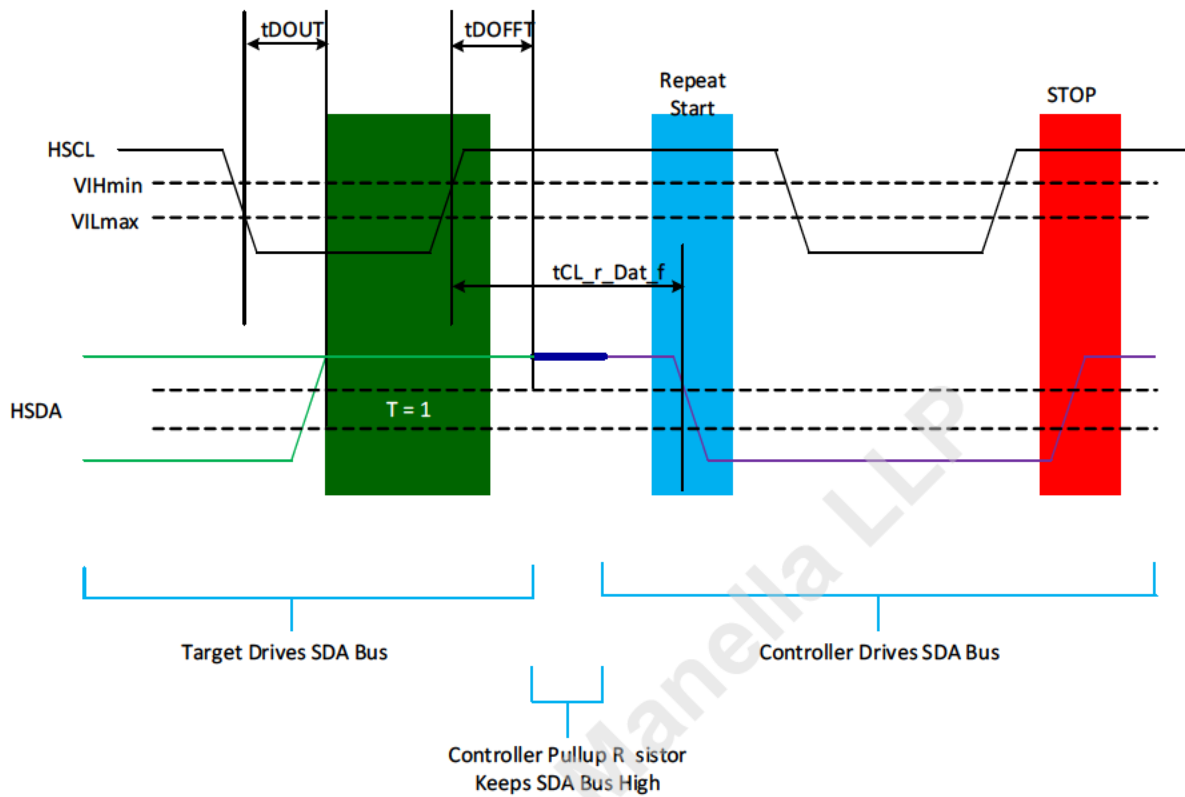 tDOUT
tDOFFT
Repeat
Start
STOP
HSCL
VIHmin
VILmax
tCL_r_Dat_f
HSDA
T = 1
Target Drives SDA Bus
Controller Drives SDA Bus
Controller Pullup R sistor
Keeps SDA Bus High
Manella LLP